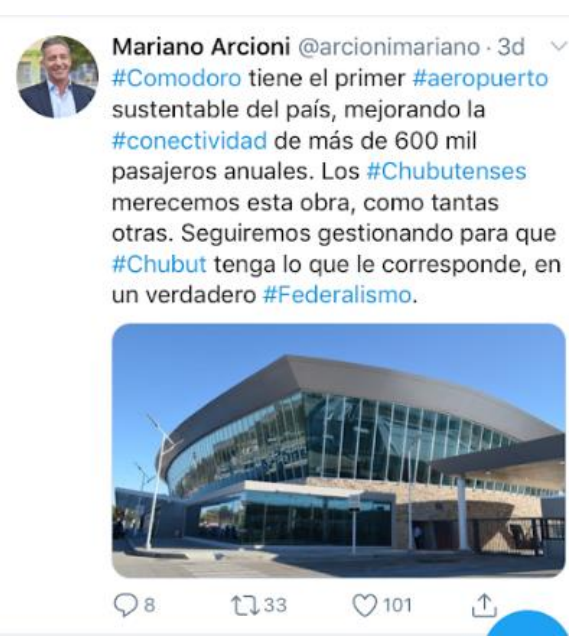 Mariano Arcioni @arcionimariano · 3d
#Comodoro tiene el primer #aeropuerto
sustentable del país, mejorando la
#conectividad de más de 600 mil
pasajeros anuales. Los #Chubutenses
merecemos esta obra, como tantas
otras. Seguiremos gestionando para que
#Chubut tenga lo que le corresponde, en
un verdadero #Federalismo.
8 33 101